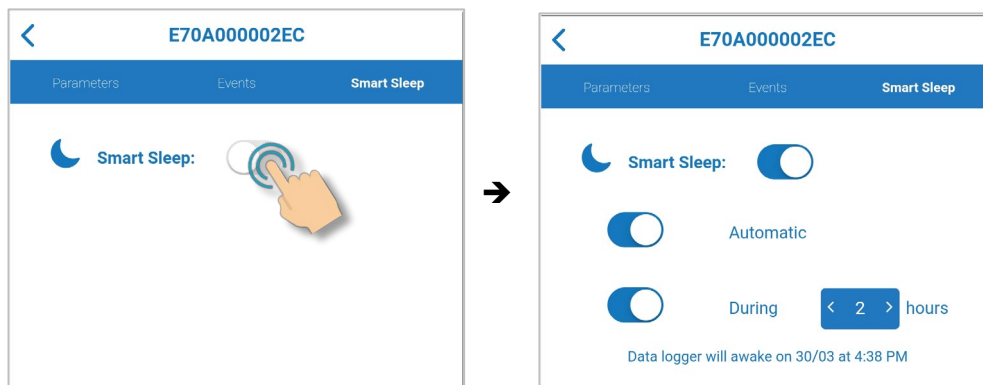 E70A000002EC
Parameters Events Smart Sleep
Smart Sleep:
E70A000002EC
Parameters Events Smart Sleep
Smart Sleep:
Automatic
During < 2 > hours
Data logger will awake on 30/03 at 4:38 PM